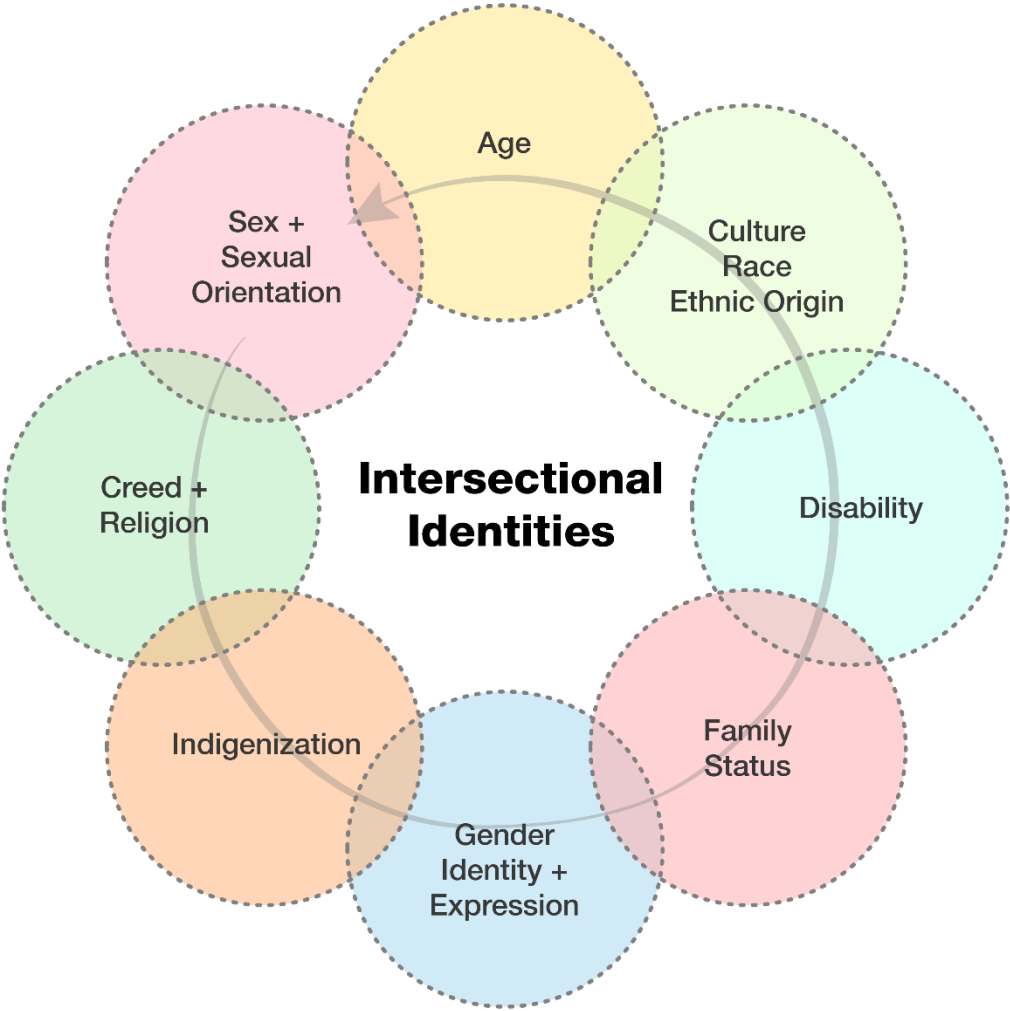 Age
Culture
Race
Ethnic Origin
Disability
Family
Status
Gender
Identity +
Expression
Indigenization
Creed +
Religion
Sex +
Sexual
Orientation
Intersectional
Identities